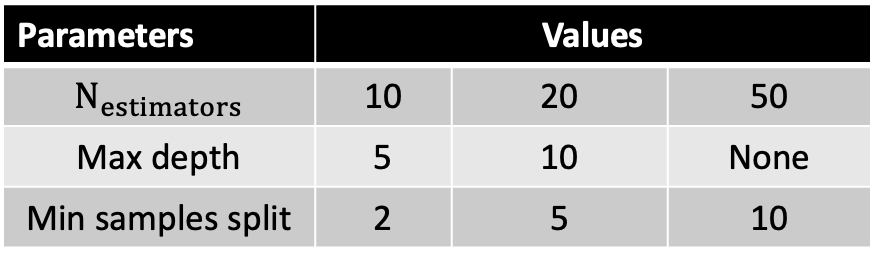 Parameters Values
Nestimators 10 20 50
Max depth 5 10 None
Min samples split 2 5 10